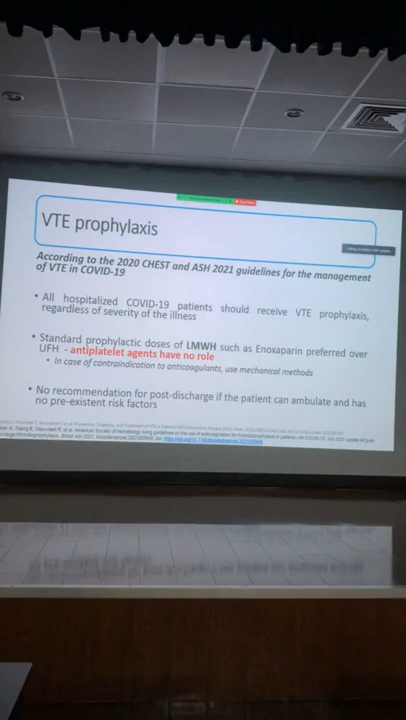 VTE prophylaxis
According to the 2020 CHEST and ASH 2021 guidelines for the management
of VTE in COVID-19
• All hospitalized COVID-19 patients should receive VTE prophylaxis,
regardless of severity of the illness
• Standard prophylactic doses of LMWH such as Enoxaparin preferred over
UFH - antiplatelet agents have no role
• In case of contraindication to anticoagulants, use mechanical methods
• No recommendation for post-discharge if the patient can ambulate and has
no pre-existent risk factors